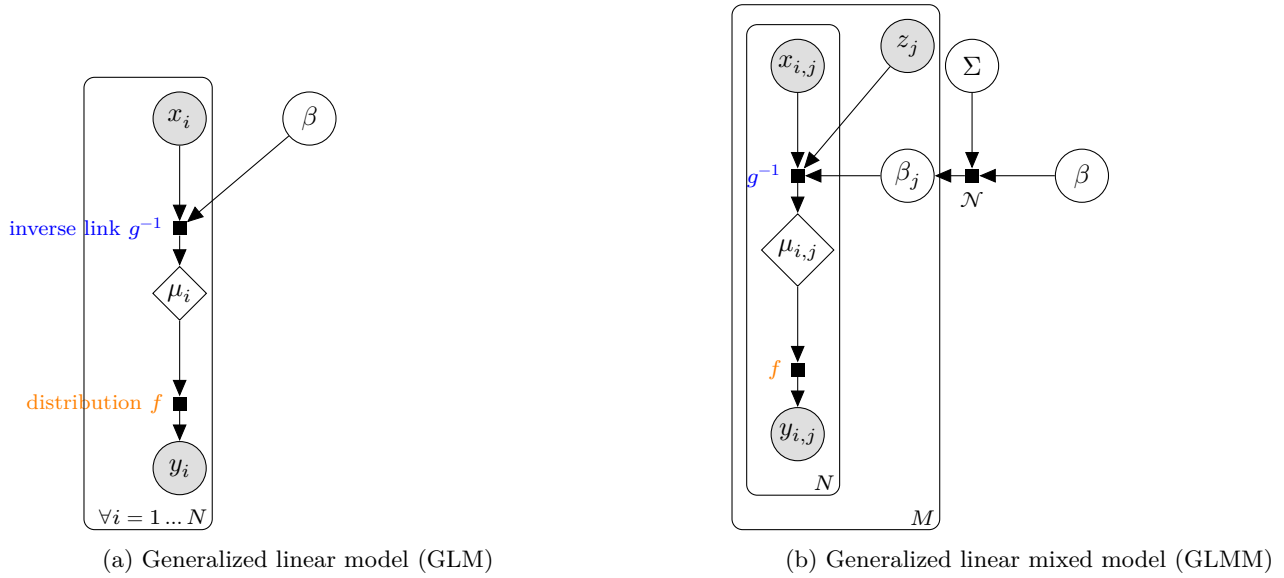 x_i
β
inverse link g^{-1}
μ_i
distribution f
y_i
∀i = 1 ... N
(a) Generalized linear model (GLM)
x_{i,j}
z_j
Σ
g^{-1}
β_j
𝒩
β
μ_{i,j}
f
y_{i,j}
N
M
(b) Generalized linear mixed model (GLMM)